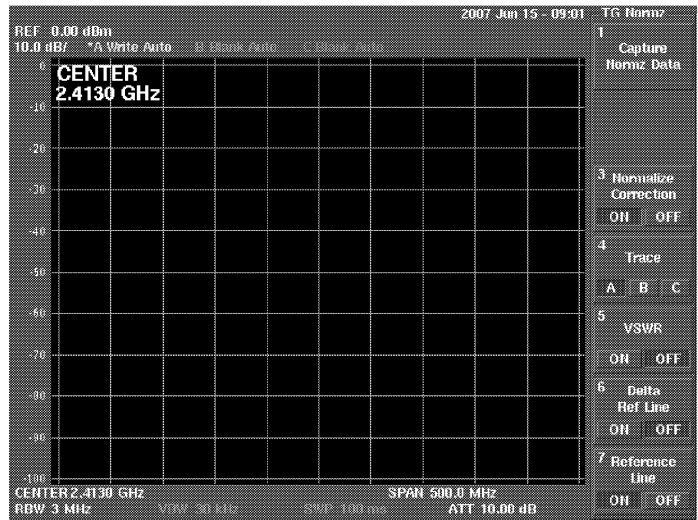 2007 Jun 15 - 09:01 TG Normz
REF 0.00 dBm
10.0 dB/ *A Write Auto B Blank Auto C Blank Auto
CENTER
2.4130 GHz
0
-10
-20
-30
-40
-50
-60
-70
-80
-90
-100
CENTER 2.4130 GHz SPAN 500.0 MHz
RBW 3 MHz VBW 30 kHz SWP 100 ms ATT 10.00 dB
1
Capture
Normz Data
3 Normalize
Correction
ON OFF
4
Trace
A B C
5
VSWR
ON OFF
6 Delta
Ref Line
ON OFF
7 Reference
Line
ON OFF